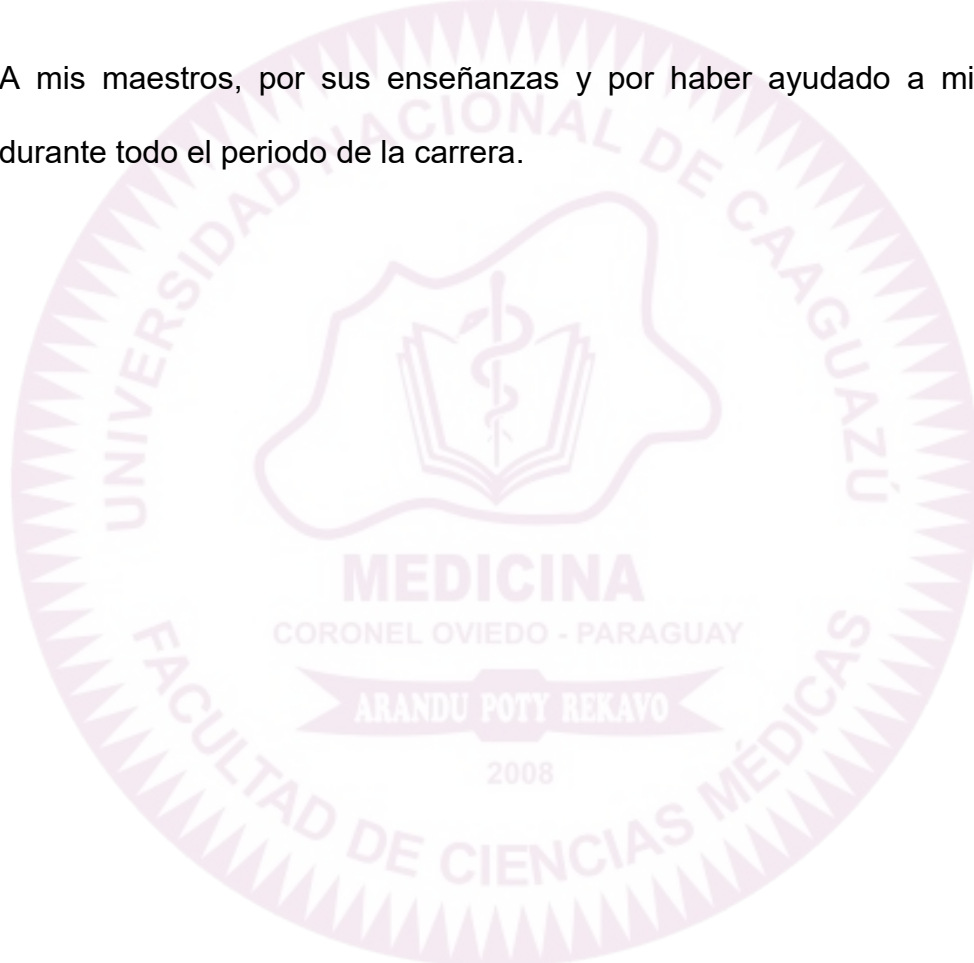 A mis maestros, por sus enseñanzas y por haber ayudado a mi
durante todo el periodo de la carrera.
UNIVERSIDAD NACIONAL DE CAAGUAZÚ
MEDICINA
CORONEL OVIEDO - PARAGUAY
ARANDU POTY REKAVO
2008
FACULTAD DE CIENCIAS MÉDICAS